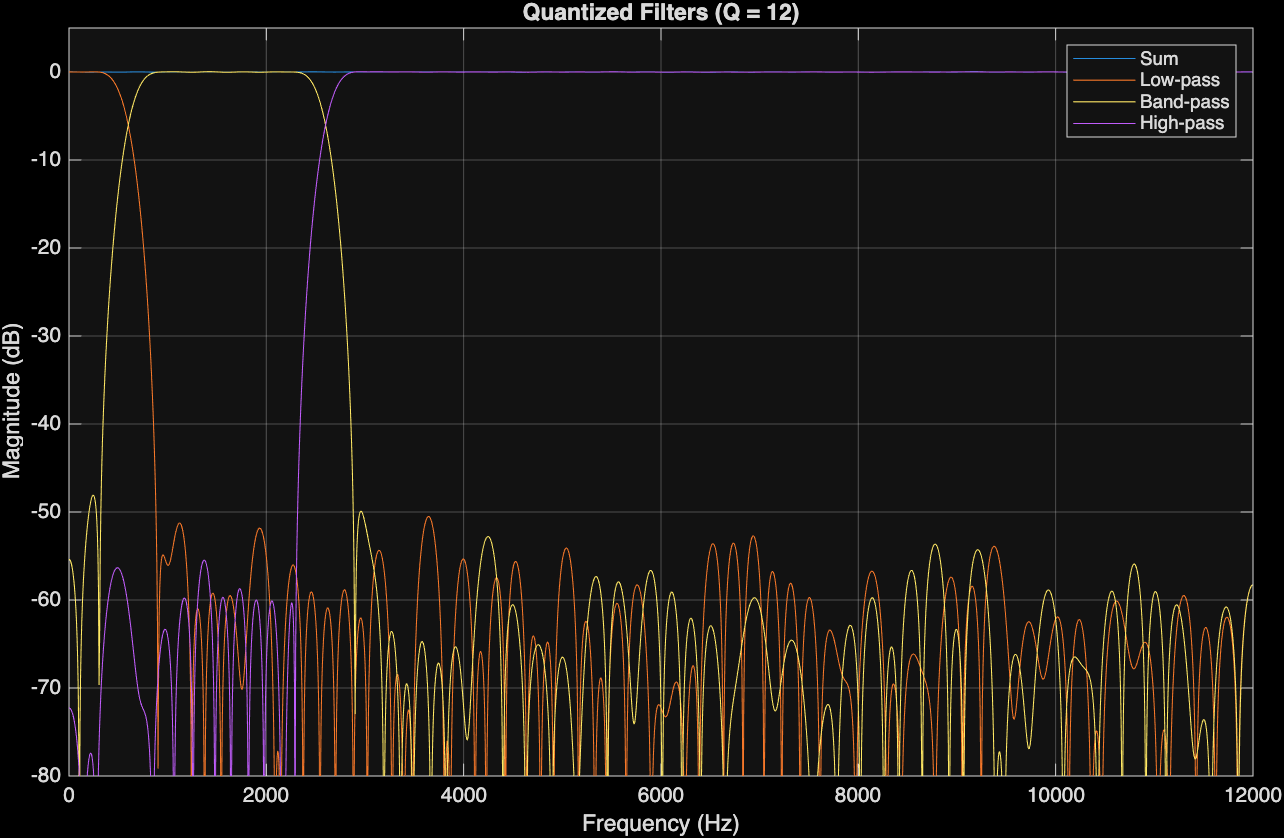 Quantized Filters (Q = 12)
Sum
Low-pass
Band-pass
High-pass
Magnitude (dB)
0
-10
-20
-30
-40
-50
-60
-70
-80
0 2000 4000 6000 8000 10000 12000
Frequency (Hz)